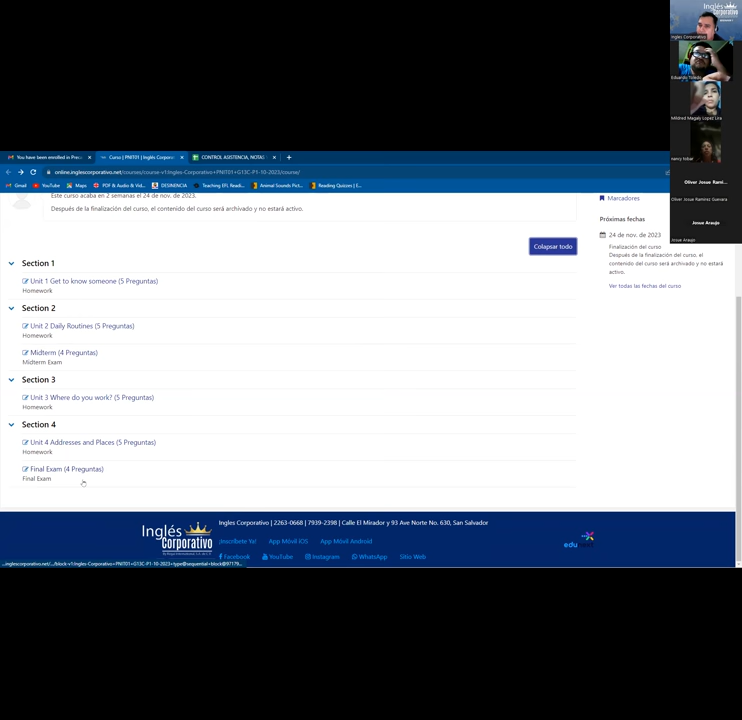 You have been enrolled in Prec
Curso | PNIT01 | Inglés Corporat
CONTROL ASISTENCIA, NOTAS
online.inglescorporativo.net/courses/course-v1:Ingles-Corporativo+PNIT01+G13C-P1-10-2023/course/
Gmail
YouTube
Maps
PDF & Audio & Vid...
DESINENCIA
Teaching EFL Readi...
Animal Sounds Pict...
Reading Quizzes | F...
Este curso acaba en 2 semanas el 24 de nov. de 2023.
Después de la finalización del curso, el contenido del curso será archivado y no estará activo.
Colapsar todo
Section 1
Unit 1 Get to know someone (5 Preguntas)
Homework
Section 2
Unit 2 Daily Routines (5 Preguntas)
Homework
Midterm (4 Preguntas)
Midterm Exam
Section 3
Unit 3 Where do you work? (5 Preguntas)
Homework
Section 4
Unit 4 Addresses and Places (5 Preguntas)
Homework
Final Exam (4 Preguntas)
Final Exam
Marcadores
Próximas fechas
24 de nov. de 2023
Finalización del curso
Después de la finalización del curso, el
contenido del curso será archivado y no estará
activo.
Ver todas las fechas del curso
Inglés
Corporativo
Ingles Corporativo | 2263-0668 | 7939-2398 | Calle El Mirador y 93 Ave Norte No. 630, San Salvador
¡Inscríbete Ya!
App Móvil iOS
App Móvil Android
Facebook
YouTube
Instagram
WhatsApp
Sitio Web
edu
Inglés
Corporativo
Ingles Corporativo
Eduardo Toledo
Mildred Magaly Lopez Lira
nancy tobar
Oliver Josue Rami...
Oliver Josue Ramirez Guevara
Josue Araujo
Josue Araujo